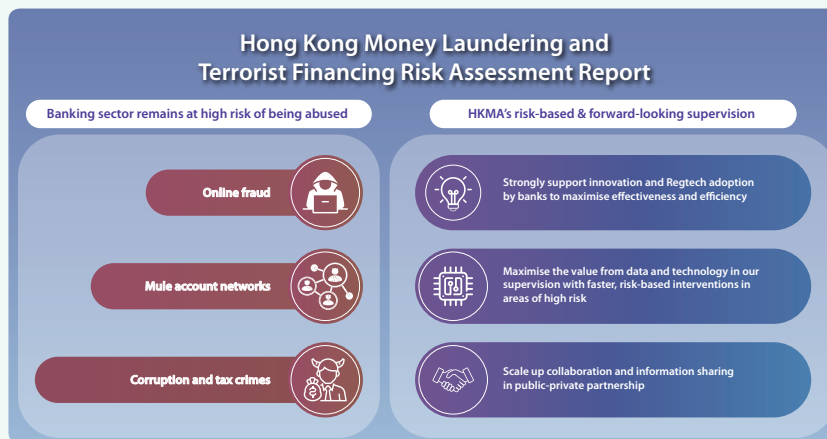 Hong Kong Money Laundering and
Terrorist Financing Risk Assessment Report
Banking sector remains at high risk of being abused
Online fraud
Mule account networks
Corruption and tax crimes
HKMA's risk-based & forward-looking supervision
Strongly support innovation and Regtech adoption
by banks to maximise effectiveness and efficiency
Maximise the value from data and technology in our
supervision with faster, risk-based interventions in
areas of high risk
Scale up collaboration and information sharing
in public-private partnership